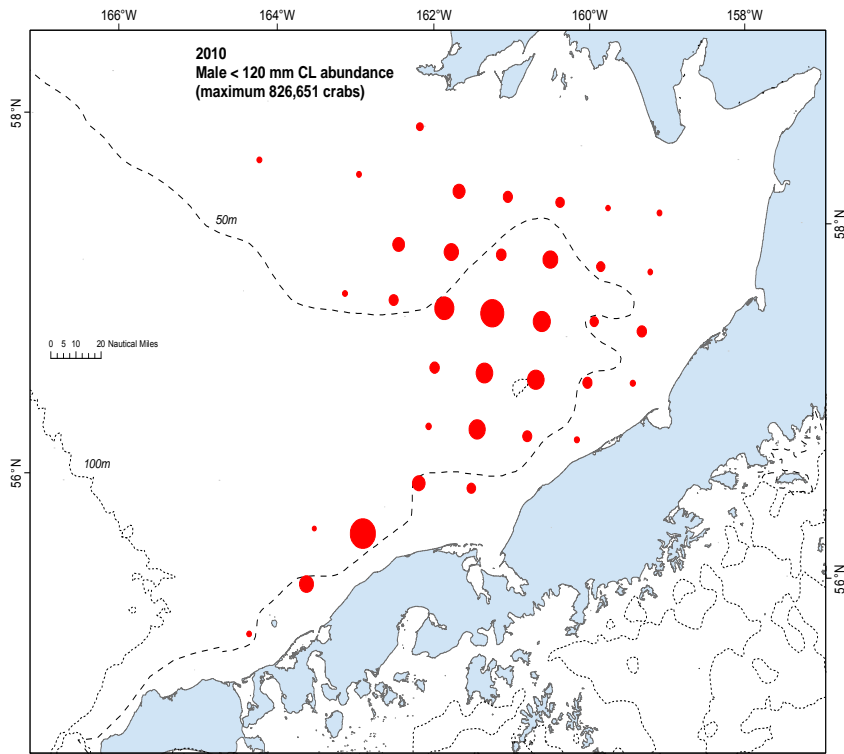 166°W 164°W 162°W 160°W 158°W
2010
Male < 120 mm CL abundance
(maximum 826,651 crabs)
58°N
58°N
50m
0 5 10 20 Nautical Miles
100m
56°N
56°N